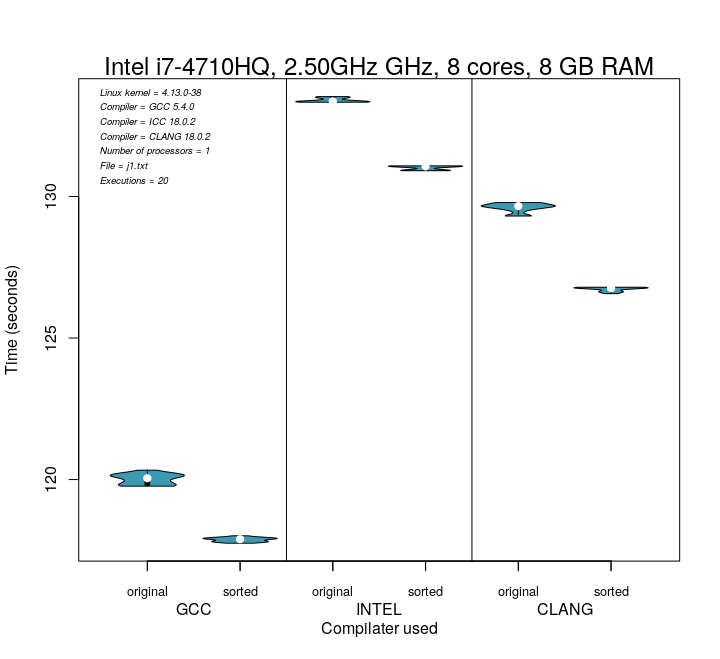 Intel i7-4710HQ, 2.50GHz GHz, 8 cores, 8 GB RAM
Linux kernel = 4.13.0-38
Compiler = GCC 5.4.0
Compiler = ICC 18.0.2
Compiler = CLANG 18.0.2
Number of processors = 1
File = j1.txt
Executions = 20
130
125
120
Time (seconds)
original sorted original sorted original sorted
GCC INTEL CLANG
Compilater used